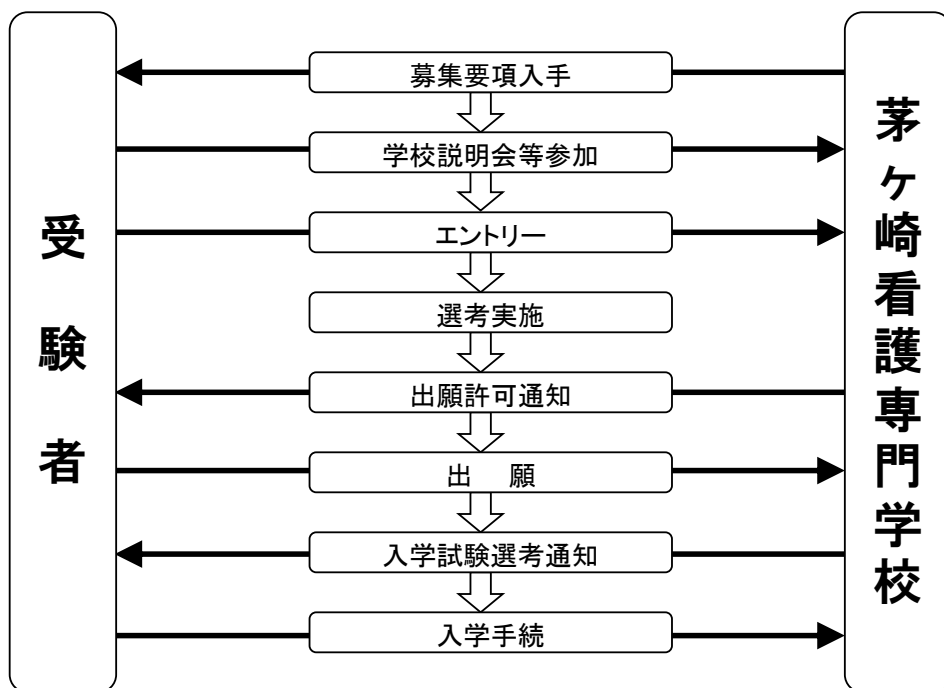 受験者
募集要項入手
学校説明会等参加
エントリー
選考実施
出願許可通知
出　願
入学試験選考通知
入学手続
茅ヶ崎看護専門学校